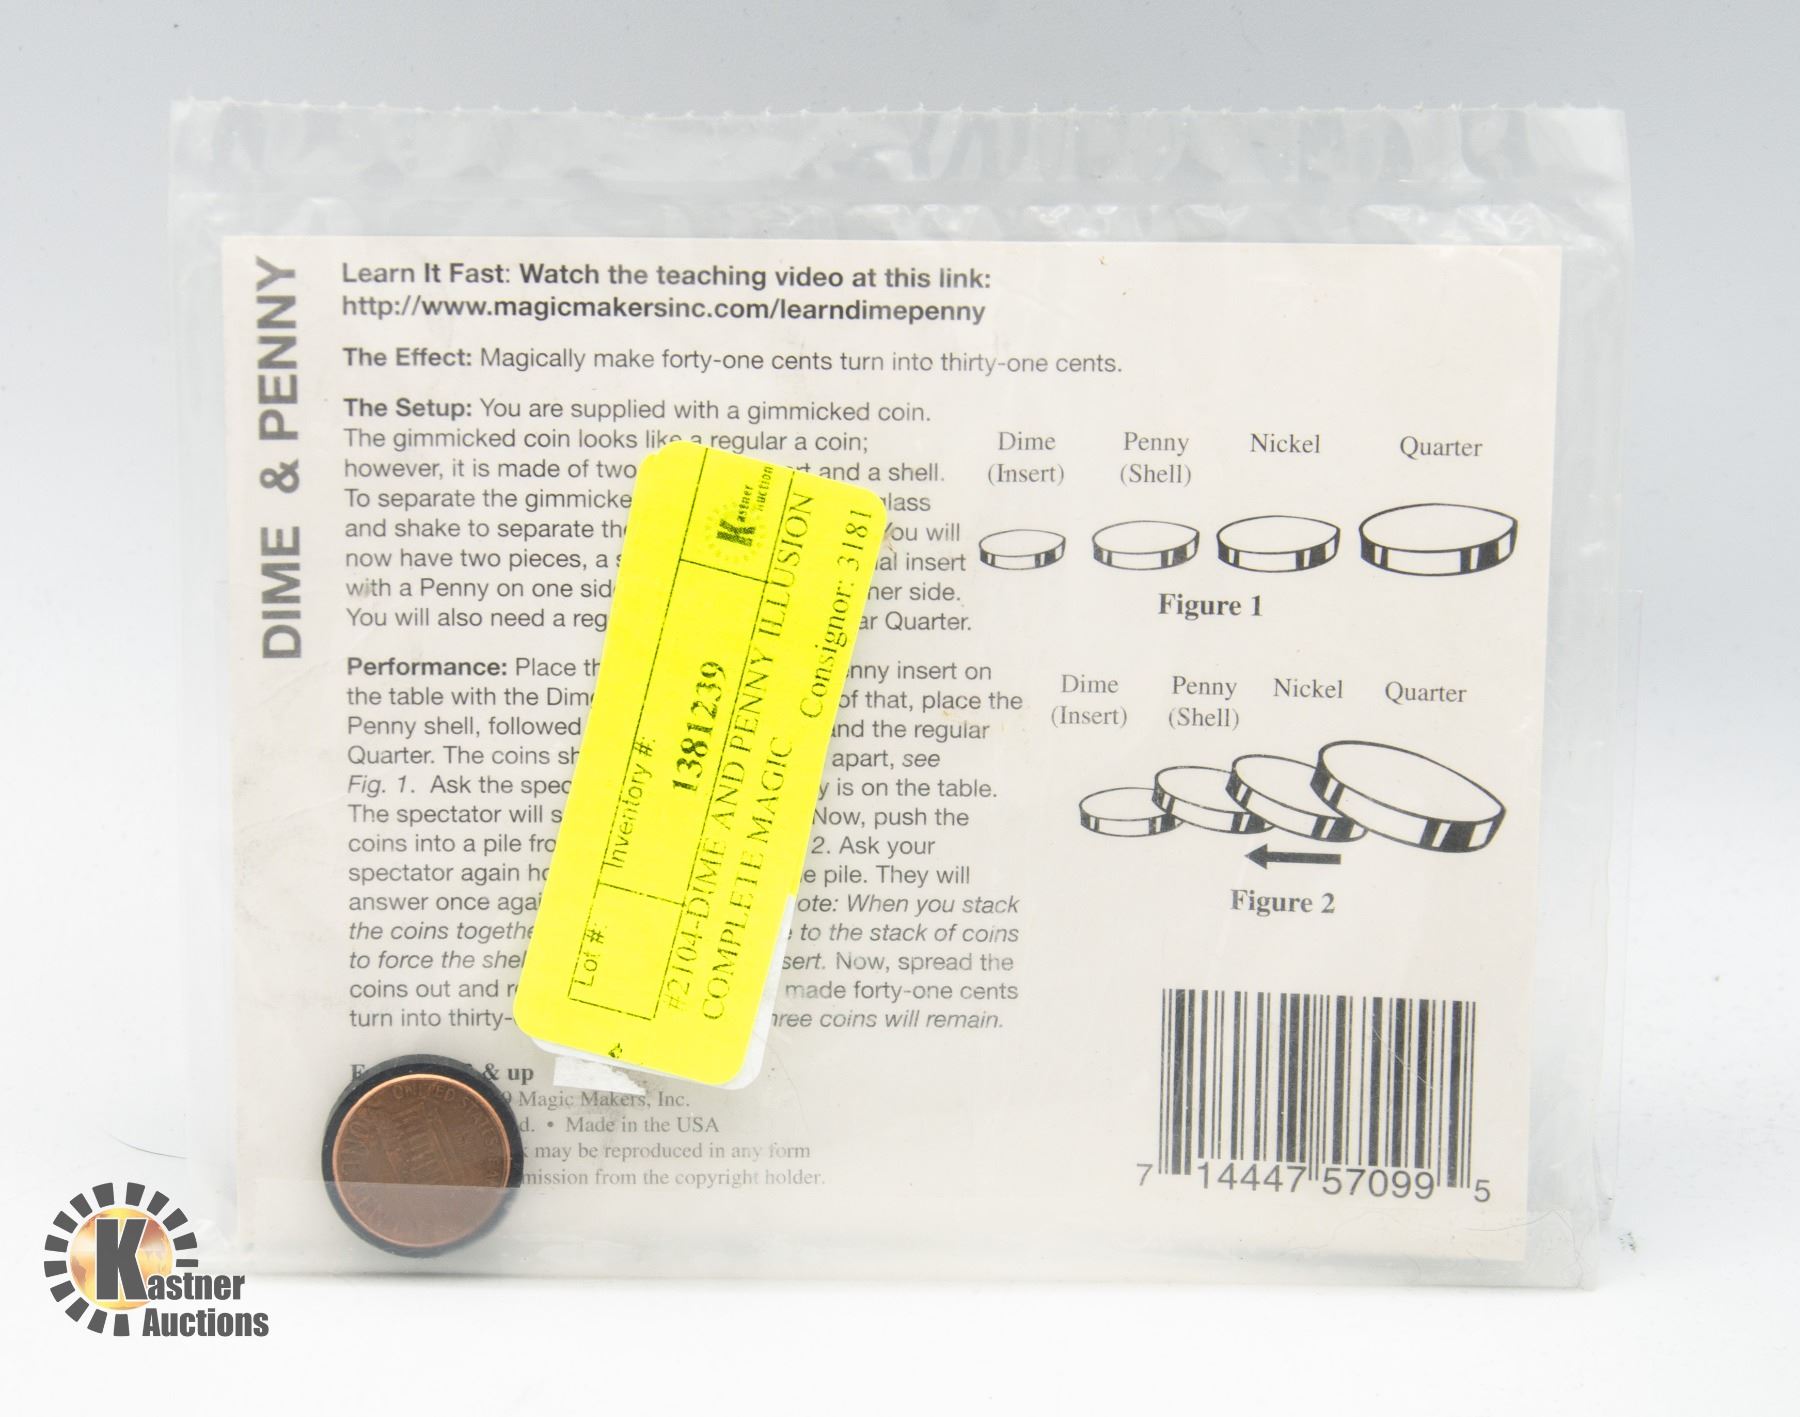 DIME & PENNY
Learn It Fast: Watch the teaching video at this link:
http://www.magicmakersinc.com/learndimepenny
The Effect: Magically make forty-one cents turn into thirty-one cents.
The Setup: You are supplied with a gimmicked coin.
The gimmicked coin looks like a regular a coin;
however, it is made of two and a shell.
To separate the gimmicke lass
and shake to separate the You will
now have two pieces, a s al insert
with a Penny on one side ner side.
You will also need a reg ar Quarter.
Performance: Place th enny insert on
the table with the Dime of that, place the
Penny shell, followed and the regular
Quarter. The coins sh apart, see
Fig. 1. Ask the spec y is on the table.
The spectator will s Now, push the
coins into a pile fro 2. Ask your
spectator again ho e pile. They will
answer once agai ote: When you stack
the coins togethe e to the stack of coins
to force the shel sert. Now, spread the
coins out and r made forty-one cents
turn into thirty- hree coins will remain.
& up
9 Magic Makers, Inc.
d. • Made in the USA
k may be reproduced in any form
mission from the copyright holder.
Dime Penny Nickel Quarter
(Insert) (Shell)
Figure 1
Dime Penny Nickel Quarter
(Insert) (Shell)
Figure 2
7 14447 57099 5
Kastner
Auction
Lot #: Inventory #:
1381239
#2104-DIME AND PENNY ILLUSION
COMPLETE MAGIC Consignor: 3181
UNITED STATES
Kastner
Auctions